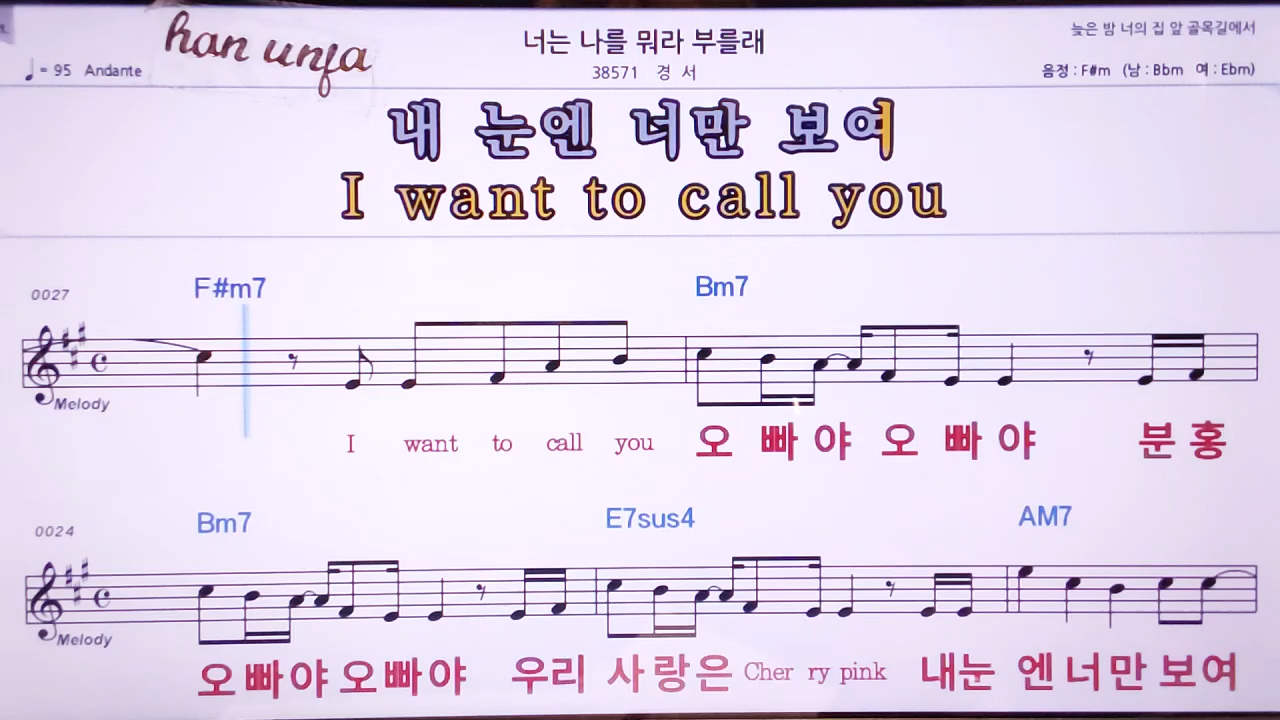 han unja
너는 나를 뭐라 부를래
늦은 밤 너의 집 앞 골목길에서
♩= 95 Andante
38571 경 서
음정 : F#m (남 : Bbm 여 : Ebm)
내 눈엔 너만 보여
I want to call you
0027
F#m7 Bm7
Melody
I want to call you 오 빠 야 오 빠 야 분 홍
0024
Bm7 E7sus4 AM7
Melody
오 빠 야 오 빠 야 우리 사 랑 은 Cher ry pink 내눈 엔 너 만 보 여